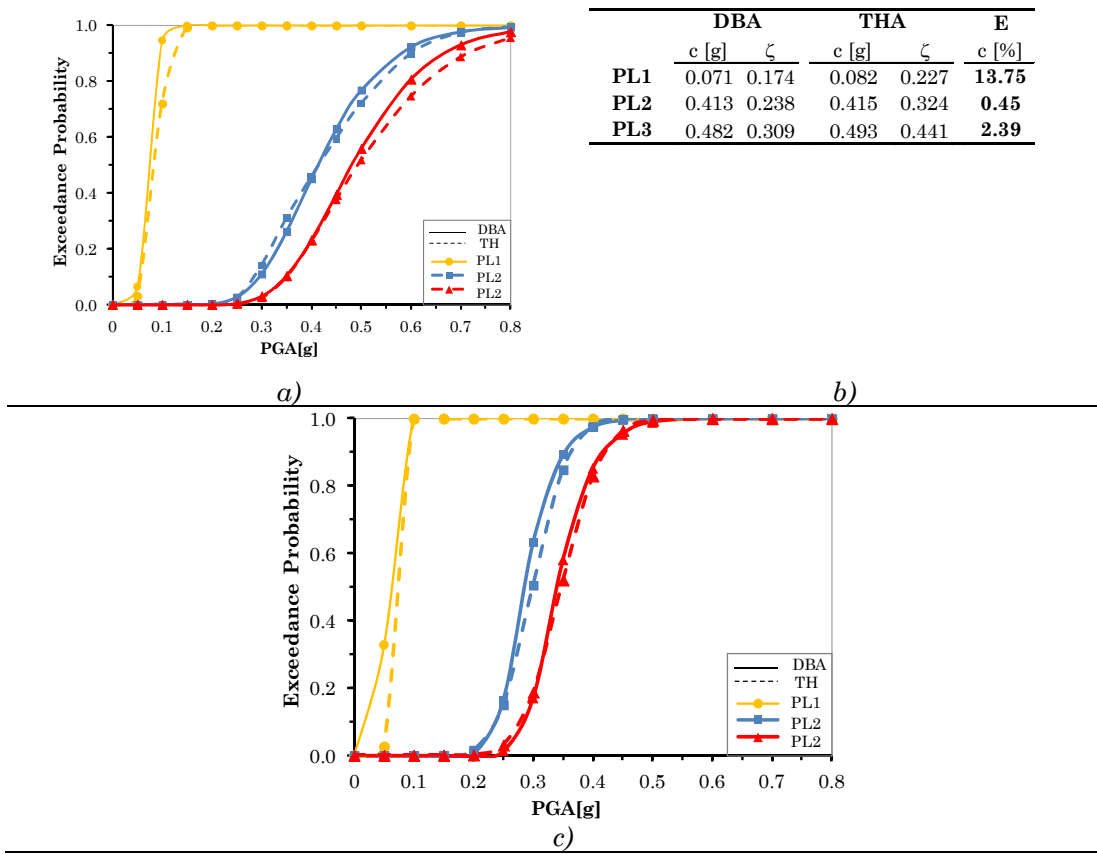 Exceedance Probability
1.0
0.8
0.6
0.4
0.2
0.0
0 0.1 0.2 0.3 0.4 0.5 0.6 0.7 0.8
PGA[g]
DBA
TH
PL1
PL2
PL2
a)
DBA THA E
c [g] ζ c [g] ζ c [%]
PL1 0.071 0.174 0.082 0.227 13.75
PL2 0.413 0.238 0.415 0.324 0.45
PL3 0.482 0.309 0.493 0.441 2.39
b)
Exceedance Probability
1.0
0.8
0.6
0.4
0.2
0.0
0 0.1 0.2 0.3 0.4 0.5 0.6 0.7 0.8
PGA[g]
DBA
TH
PL1
PL2
PL2
c)